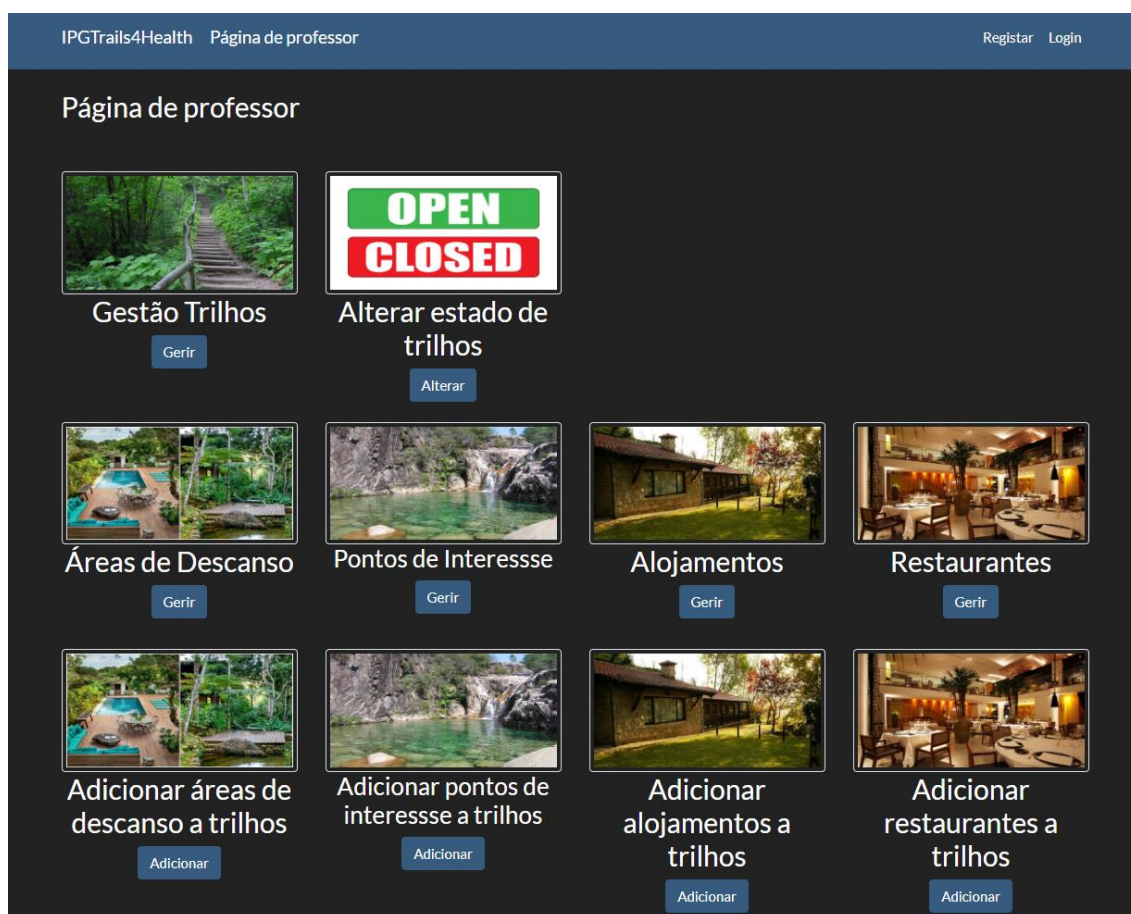 IPGTrails4Health Página de professor Registar Login
Página de professor
OPEN
CLOSED
Gestão Trilhos
Gerir
Alterar estado de
trilhos
Alterar
Áreas de Descanso
Gerir
Pontos de Interessse
Gerir
Alojamentos
Gerir
Restaurantes
Gerir
Adicionar áreas de
descanso a trilhos
Adicionar
Adicionar pontos de
interessse a trilhos
Adicionar
Adicionar
alojamentos a
trilhos
Adicionar
Adicionar
restaurantes a
trilhos
Adicionar